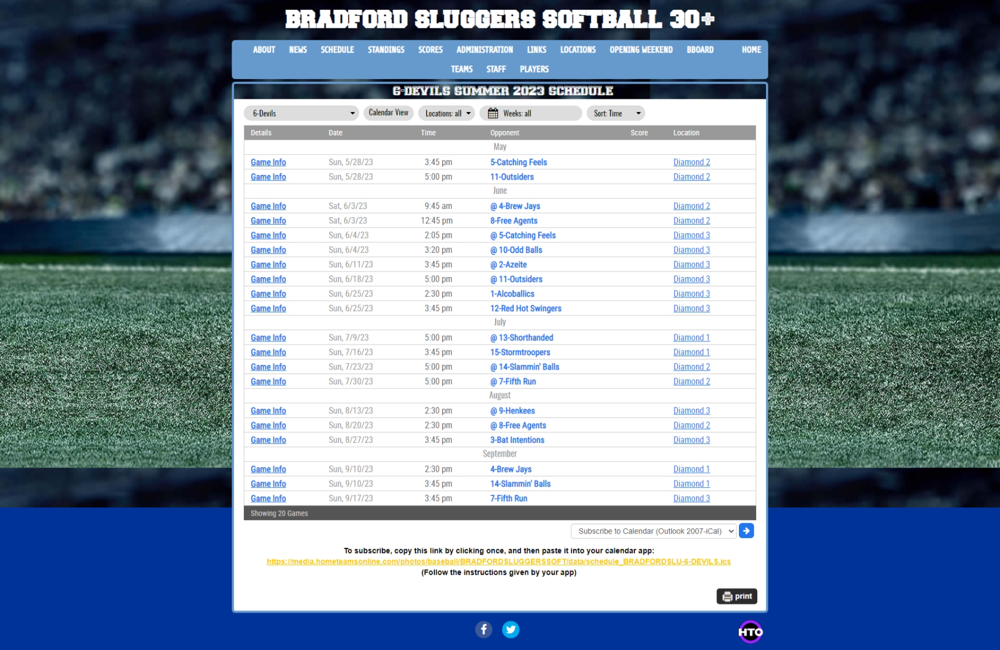 BRADFORD SLUGGERS SOFTBALL 30+
ABOUT NEWS SCHEDULE STANDINGS SCORES ADMINISTRATION LINKS LOCATIONS OPENING WEEKEND BBOARD HOME
TEAMS STAFF PLAYERS
6-DEVILS SUMMER 2023 SCHEDULE
6-Devils Calendar View Locations: all Weeks: all Sort: Time
Details Date Time Opponent Score Location
May
Game Info Sun, 5/28/23 3:45 pm 5-Catching Feels Diamond 2
Game Info Sun, 5/28/23 5:00 pm 11-Outsiders Diamond 2
June
Game Info Sat, 6/3/23 9:45 am @ 4-Brew Jays Diamond 2
Game Info Sat, 6/3/23 12:45 pm 8-Free Agents Diamond 2
Game Info Sun, 6/4/23 2:05 pm @ 5-Catching Feels Diamond 3
Game Info Sun, 6/4/23 3:20 pm @ 10-Odd Balls Diamond 3
Game Info Sun, 6/11/23 3:45 pm @ 2-Azeite Diamond 3
Game Info Sun, 6/18/23 5:00 pm @ 11-Outsiders Diamond 3
Game Info Sun, 6/25/23 2:30 pm 1-Alcoballics Diamond 3
Game Info Sun, 6/25/23 3:45 pm 12-Red Hot Swingers Diamond 3
July
Game Info Sun, 7/9/23 5:00 pm @ 13-Shorthanded Diamond 1
Game Info Sun, 7/16/23 3:45 pm 15-Stormtroopers Diamond 1
Game Info Sun, 7/23/23 5:00 pm @ 14-Slammin' Balls Diamond 2
Game Info Sun, 7/30/23 5:00 pm @ 7-Fifth Run Diamond 2
August
Game Info Sun, 8/13/23 2:30 pm @ 9-Henkees Diamond 3
Game Info Sun, 8/20/23 2:30 pm @ 8-Free Agents Diamond 2
Game Info Sun, 8/27/23 3:45 pm 3-Bat Intentions Diamond 3
September
Game Info Sun, 9/10/23 2:30 pm 4-Brew Jays Diamond 1
Game Info Sun, 9/10/23 3:45 pm 14-Slammin' Balls Diamond 1
Game Info Sun, 9/17/23 3:45 pm 7-Fifth Run Diamond 3
Showing 20 Games
Subscribe to Calendar (Outlook 2007-iCal)
To subscribe, copy this link by clicking once, and then paste it into your calendar app:
https://media.hometeamsonline.com/photos/baseball/BRADFORDSLUGGERSSOFT/data/schedule_BRADFORDSLU-6-DEVILS.ics
(Follow the instructions given by your app)
print
HTO